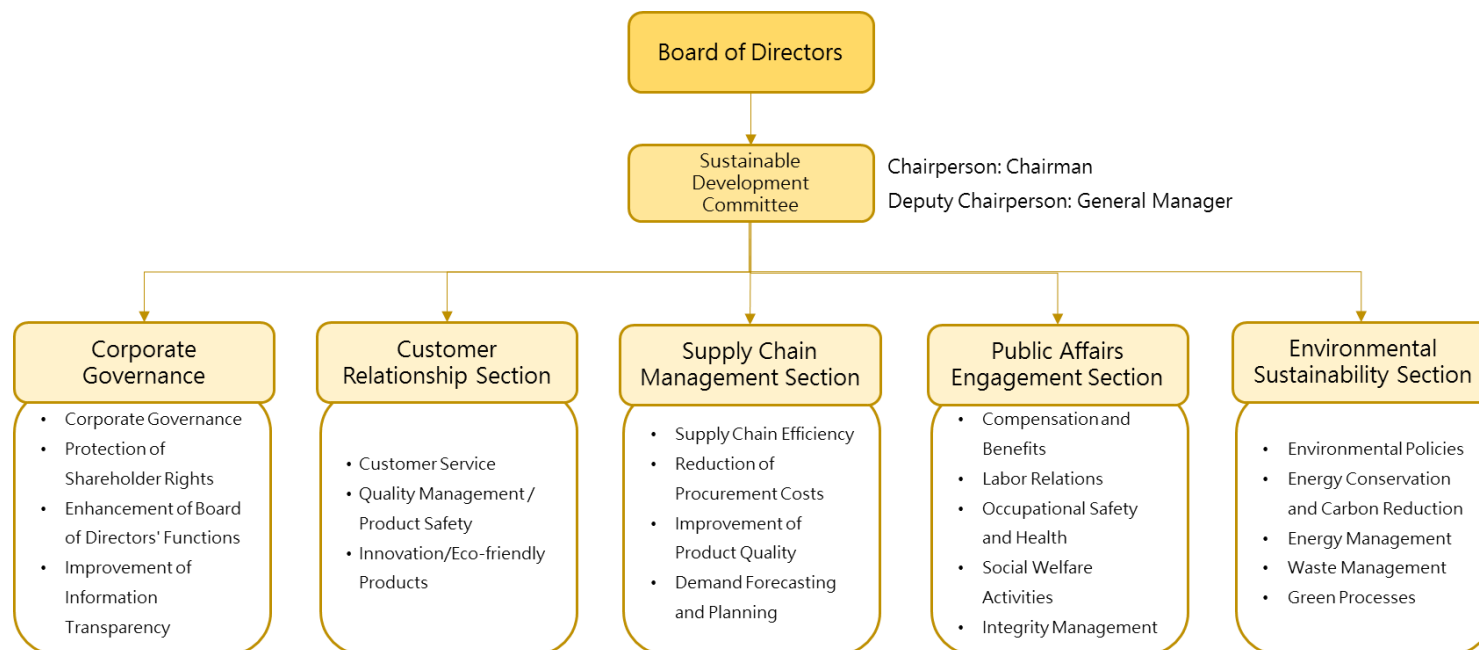 Board of Directors
Sustainable
Development
Committee
Chairperson: Chairman
Deputy Chairperson: General Manager
Corporate
Governance
• Corporate Governance
• Protection of
Shareholder Rights
• Enhancement of Board
of Directors' Functions
• Improvement of
Information
Transparency
Customer
Relationship Section
• Customer Service
• Quality Management /
Product Safety
• Innovation/Eco-friendly
Products
Supply Chain
Management Section
• Supply Chain Efficiency
• Reduction of
Procurement Costs
• Improvement of
Product Quality
• Demand Forecasting
and Planning
Public Affairs
Engagement Section
• Compensation and
Benefits
• Labor Relations
• Occupational Safety
and Health
• Social Welfare
Activities
• Integrity Management
Environmental
Sustainability Section
• Environmental Policies
• Energy Conservation
and Carbon Reduction
• Energy Management
• Waste Management
• Green Processes